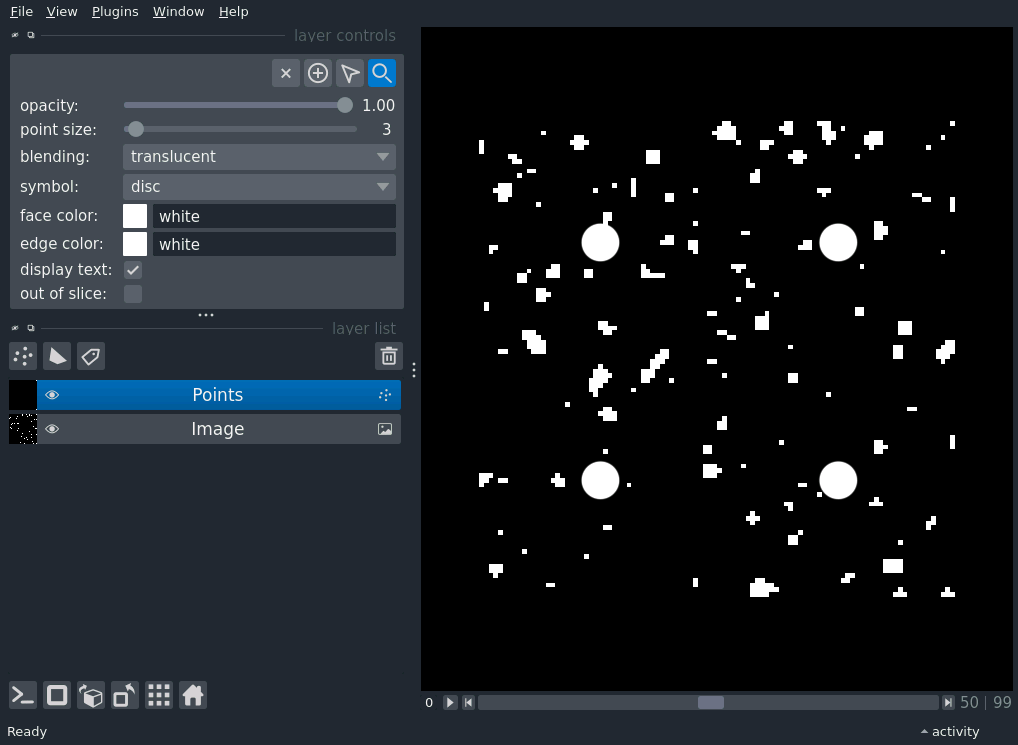 File View Plugins Window Help
layer controls
opacity: 1.00
point size: 3
blending: translucent
symbol: disc
face color: white
edge color: white
display text:
out of slice:
layer list
Points
Image
0 50 | 99
Ready activity